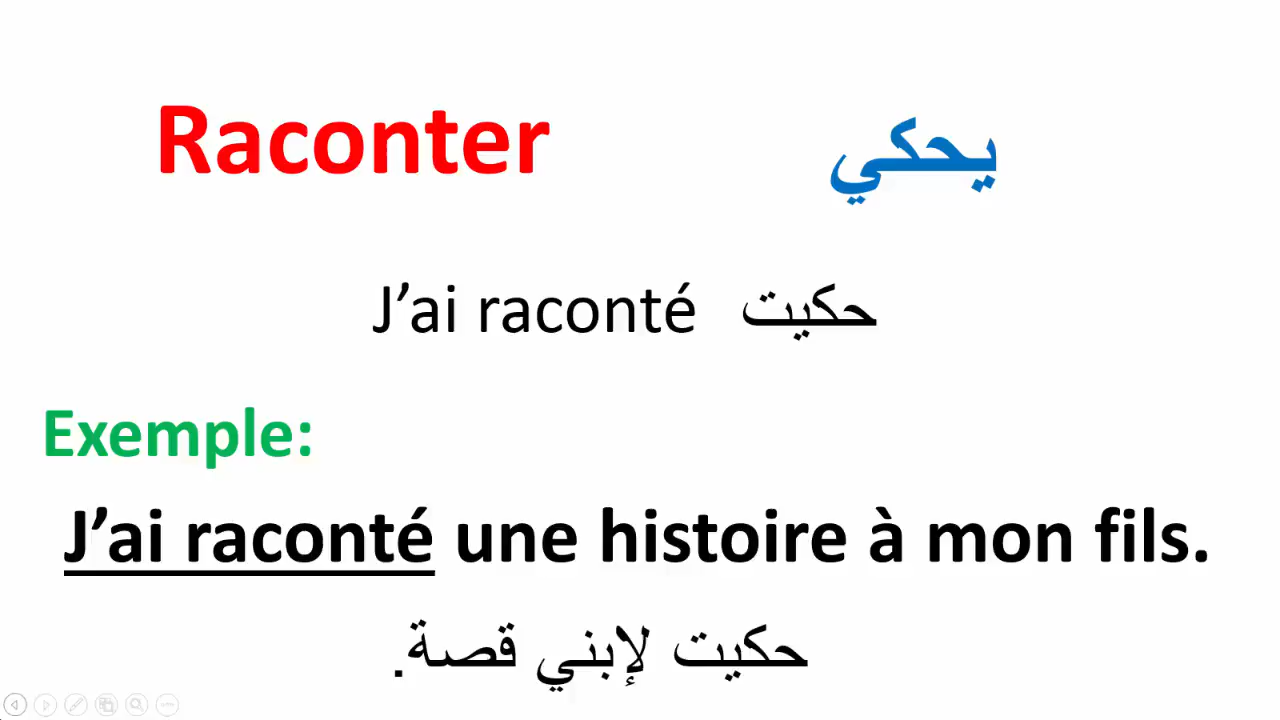 Raconter يحكي
J’ai raconté حكيت
Exemple:
J’ai raconté une histoire à mon fils.
حكيت لإبني قصة.